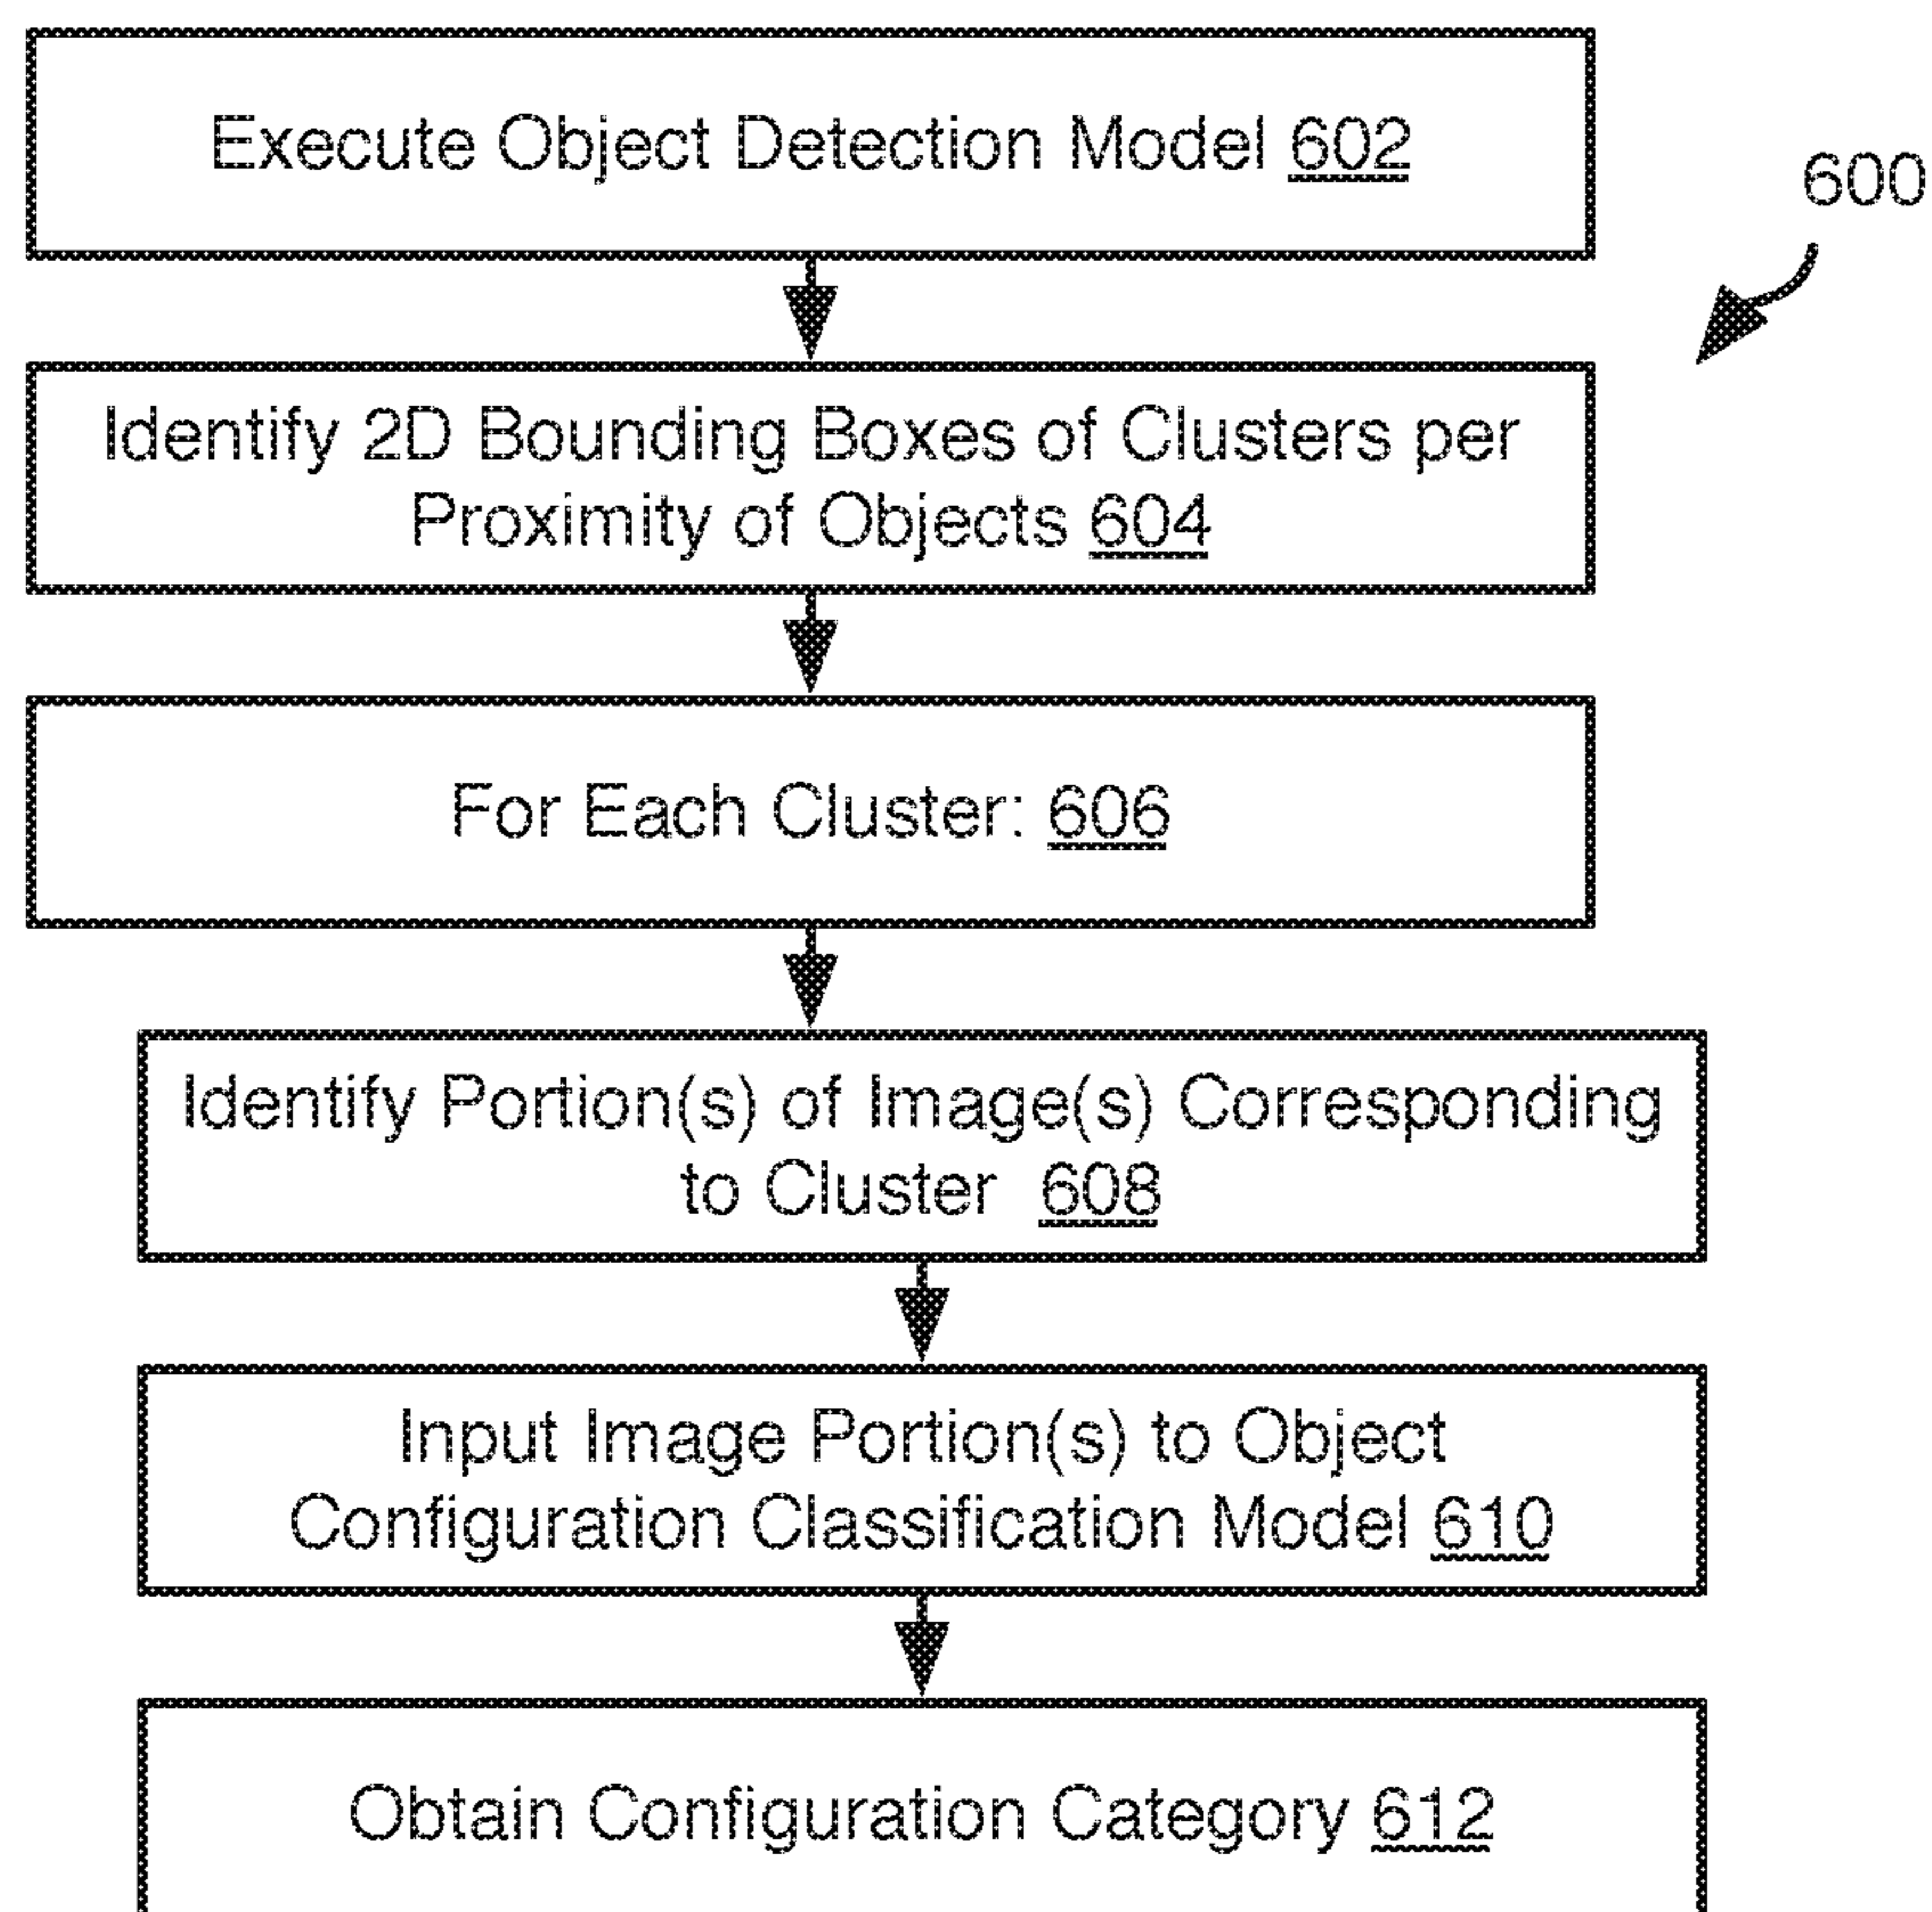 Execute Object Detection Model 602
600
Identify 2D Bounding Boxes of Clusters per
Proximity of Objects 604
For Each Cluster: 606
Identify Portion(s) of Image(s) Corresponding
to Cluster 608
Input Image Portion(s) to Object
Configuration Classification Model 610
Obtain Configuration Category 612